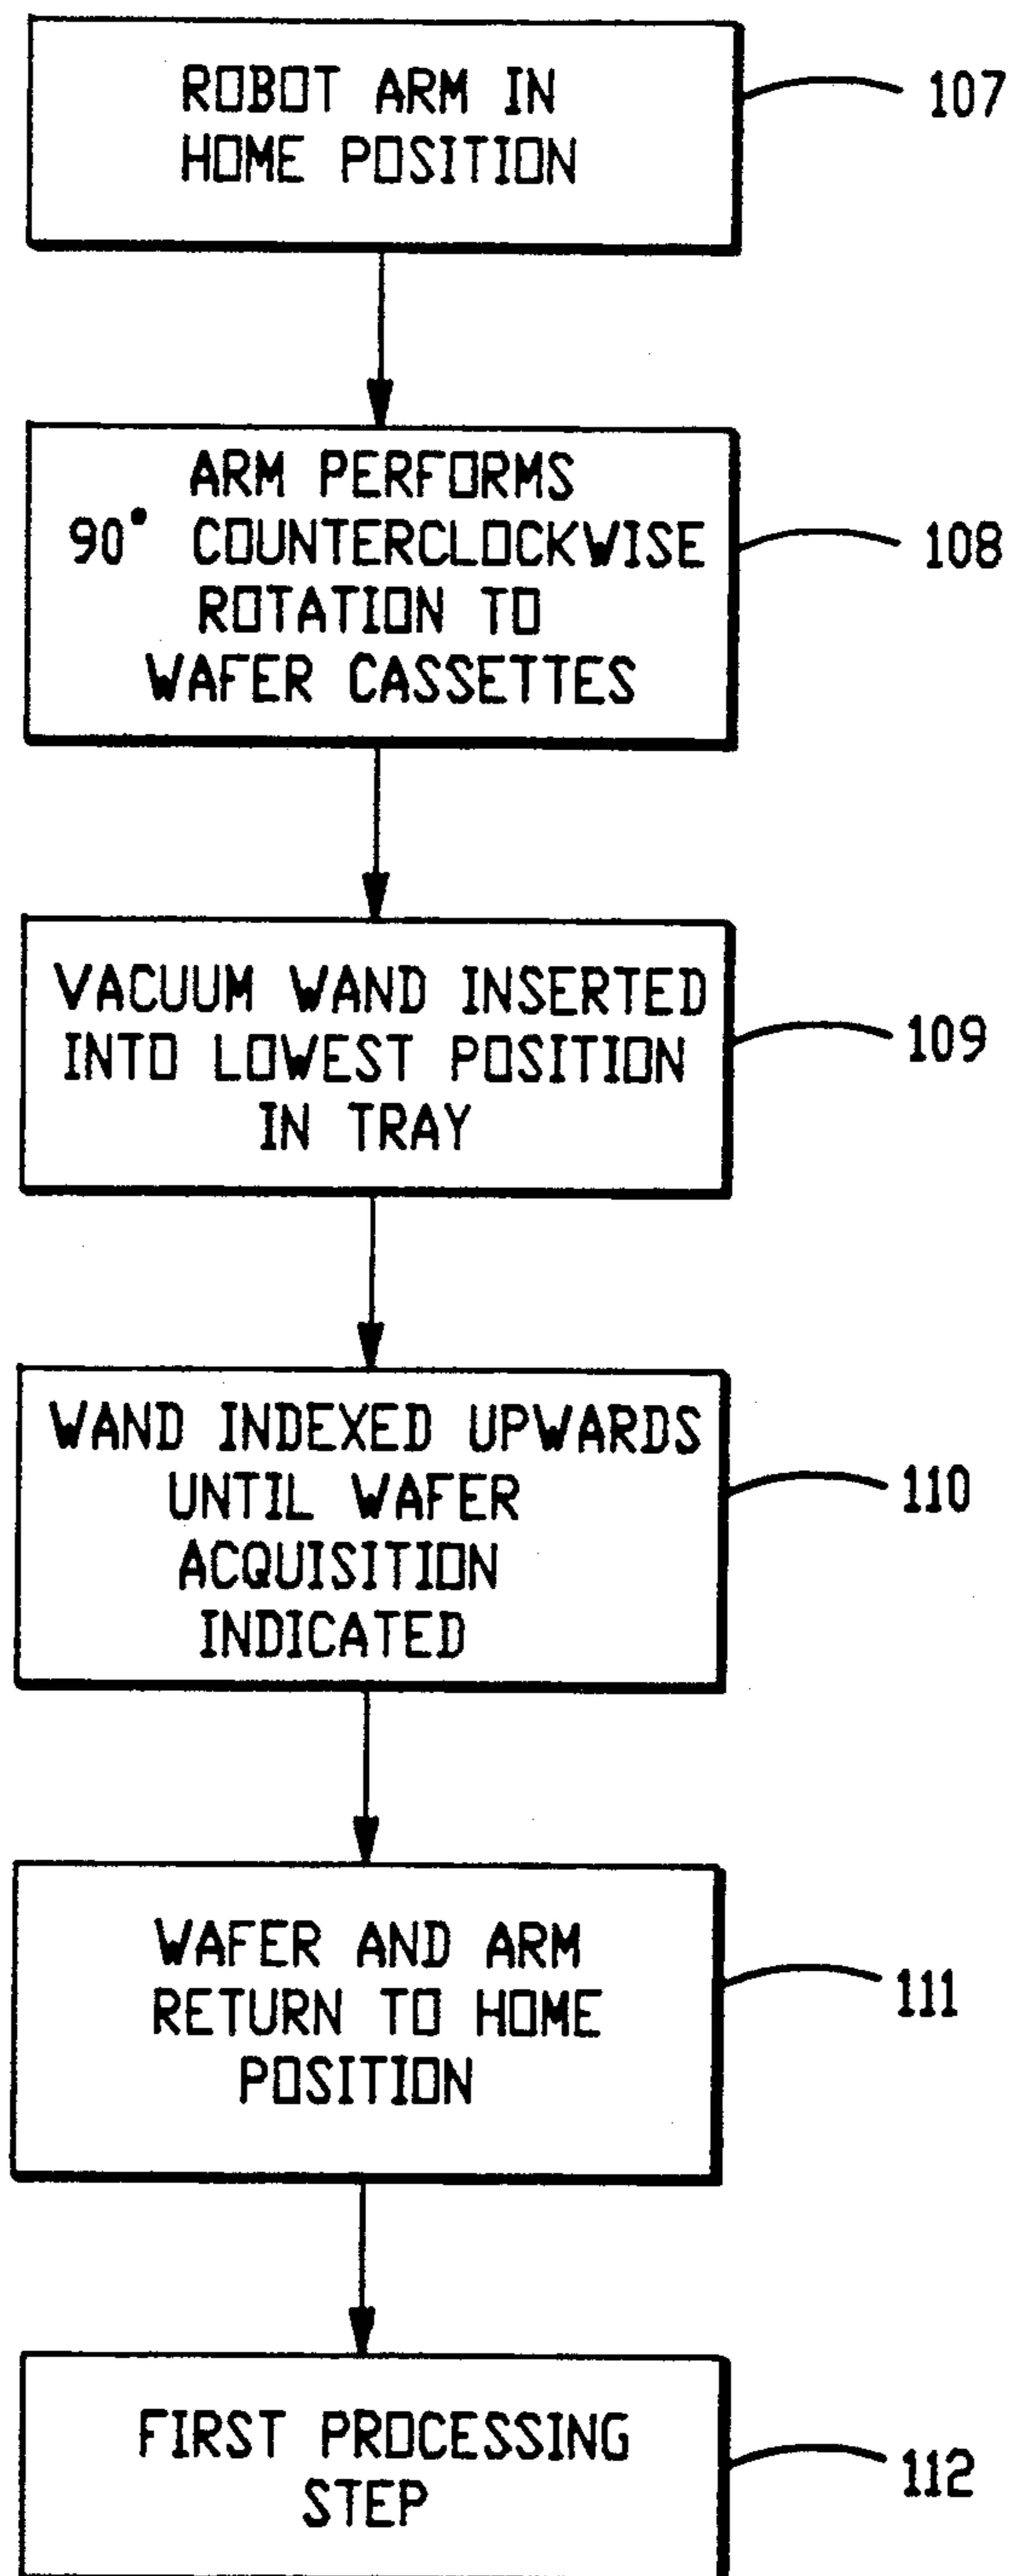 ROBOT ARM IN
HOME POSITION
107
ARM PERFORMS
90° COUNTERCLOCKWISE
ROTATION TO
WAFER CASSETTES
108
VACUUM WAND INSERTED
INTO LOWEST POSITION
IN TRAY
109
WAND INDEXED UPWARDS
UNTIL WAFER
ACQUISITION
INDICATED
110
WAFER AND ARM
RETURN TO HOME
POSITION
111
FIRST PROCESSING
STEP
112